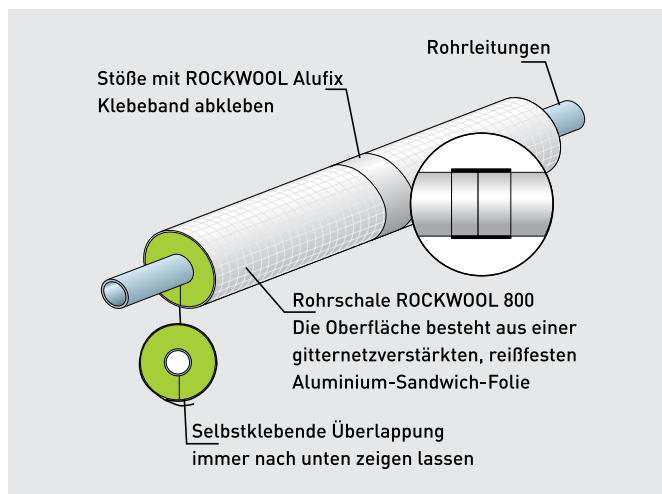 Rohrleitungen
Stöße mit ROCKWOOL Alufix
Klebeband abkleben
Rohrschale ROCKWOOL 800
Die Oberfläche besteht aus einer
gitternetzverstärkten, reißfesten
Aluminium-Sandwich-Folie
Selbstklebende Überlappung
immer nach unten zeigen lassen